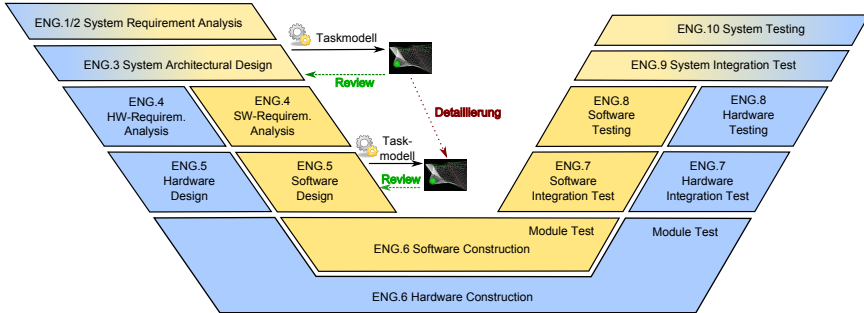 ENG.1/2 System Requirement Analysis
Taskmodell
ENG.10 System Testing
ENG.3 System Architectural Design
Review
ENG.9 System Integration Test
Detaillierung
ENG.4
HW-Requirem.
Analysis
ENG.4
SW-Requirem.
Analysis
ENG.8
Software
Testing
ENG.8
Hardware
Testing
Task-
modell
Review
ENG.5
Hardware
Design
ENG.5
Software
Design
ENG.7
Software
Integration Test
ENG.7
Hardware
Integration Test
Module Test
Module Test
ENG.6 Software Construction
ENG.6 Hardware Construction